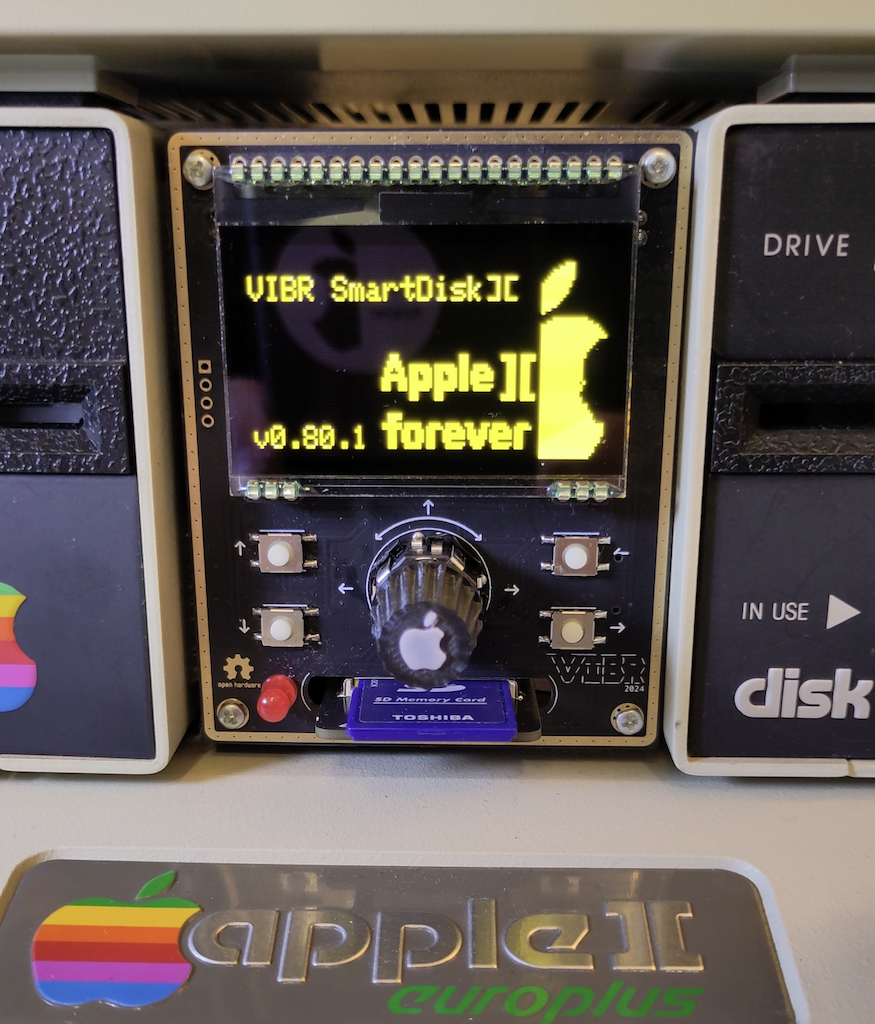 VIBR SmartDisk][
Apple][
v0.80.1 forever
DRIVE
IN USE
disk
open hardware
VIBR
2024
SD Memory Card
TOSHIBA
apple ][
europlus